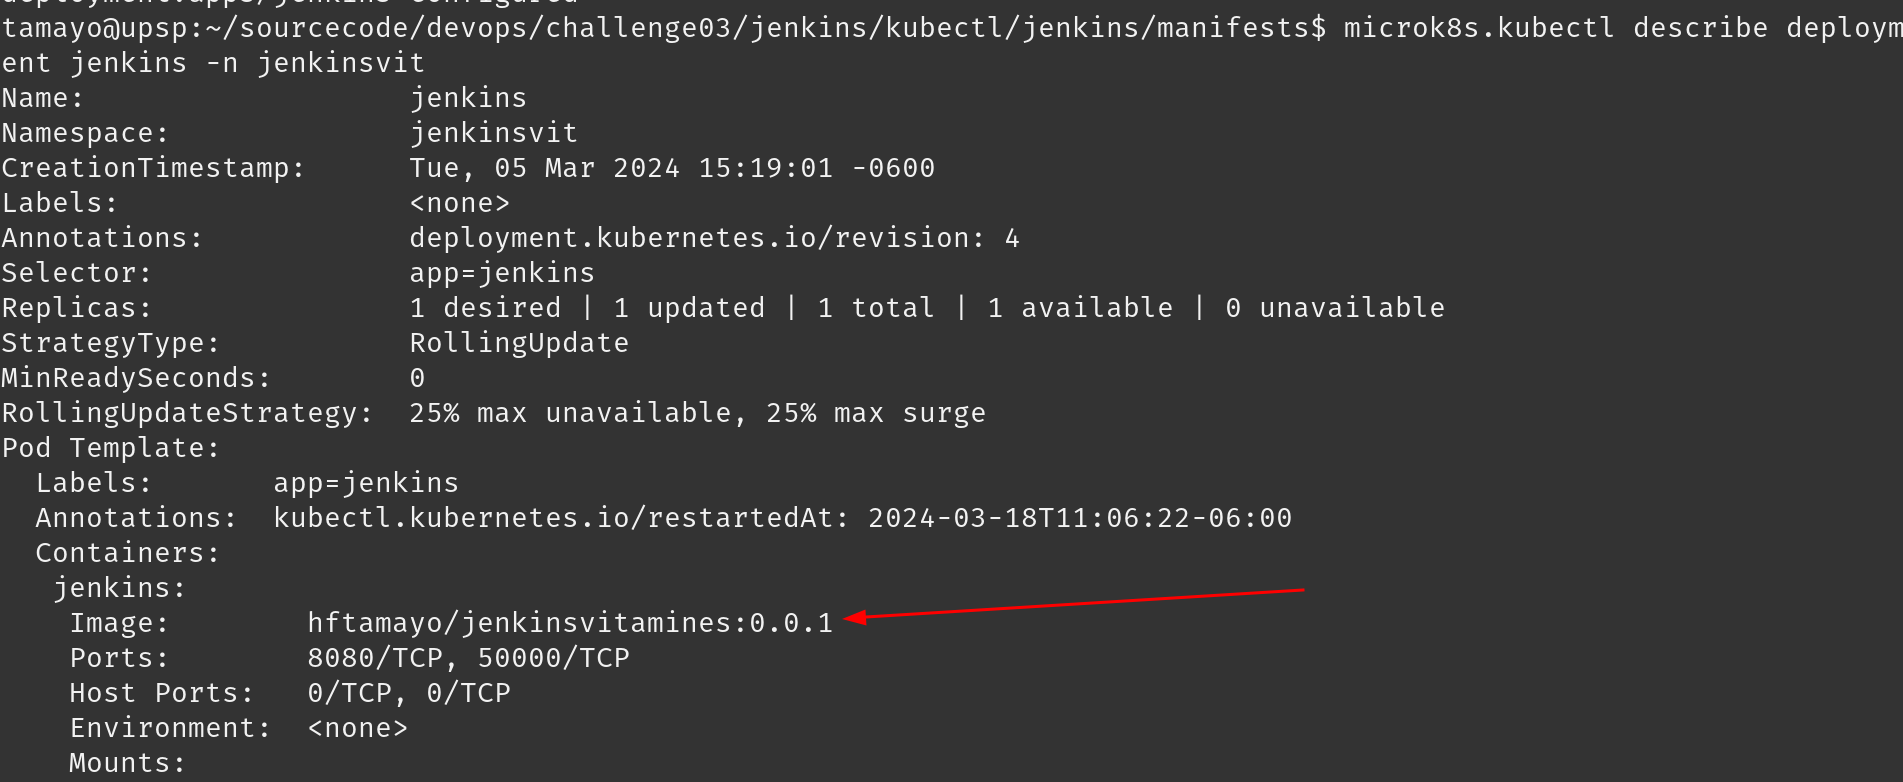 deployment.apps/jenkins configured
tamayo@upsp:~/sourcecode/devops/challenge03/jenkins/kubectl/jenkins/manifests$ microk8s.kubectl describe deploym
ent jenkins -n jenkinsvit
Name:                   jenkins
Namespace:              jenkinsvit
CreationTimestamp:      Tue, 05 Mar 2024 15:19:01 -0600
Labels:                 <none>
Annotations:            deployment.kubernetes.io/revision: 4
Selector:               app=jenkins
Replicas:               1 desired | 1 updated | 1 total | 1 available | 0 unavailable
StrategyType:           RollingUpdate
MinReadySeconds:        0
RollingUpdateStrategy:  25% max unavailable, 25% max surge
Pod Template:
  Labels:       app=jenkins
  Annotations:  kubectl.kubernetes.io/restartedAt: 2024-03-18T11:06:22-06:00
  Containers:
   jenkins:
    Image:        hftamayo/jenkinsvitamines:0.0.1
    Ports:        8080/TCP, 50000/TCP
    Host Ports:   0/TCP, 0/TCP
    Environment:  <none>
    Mounts: